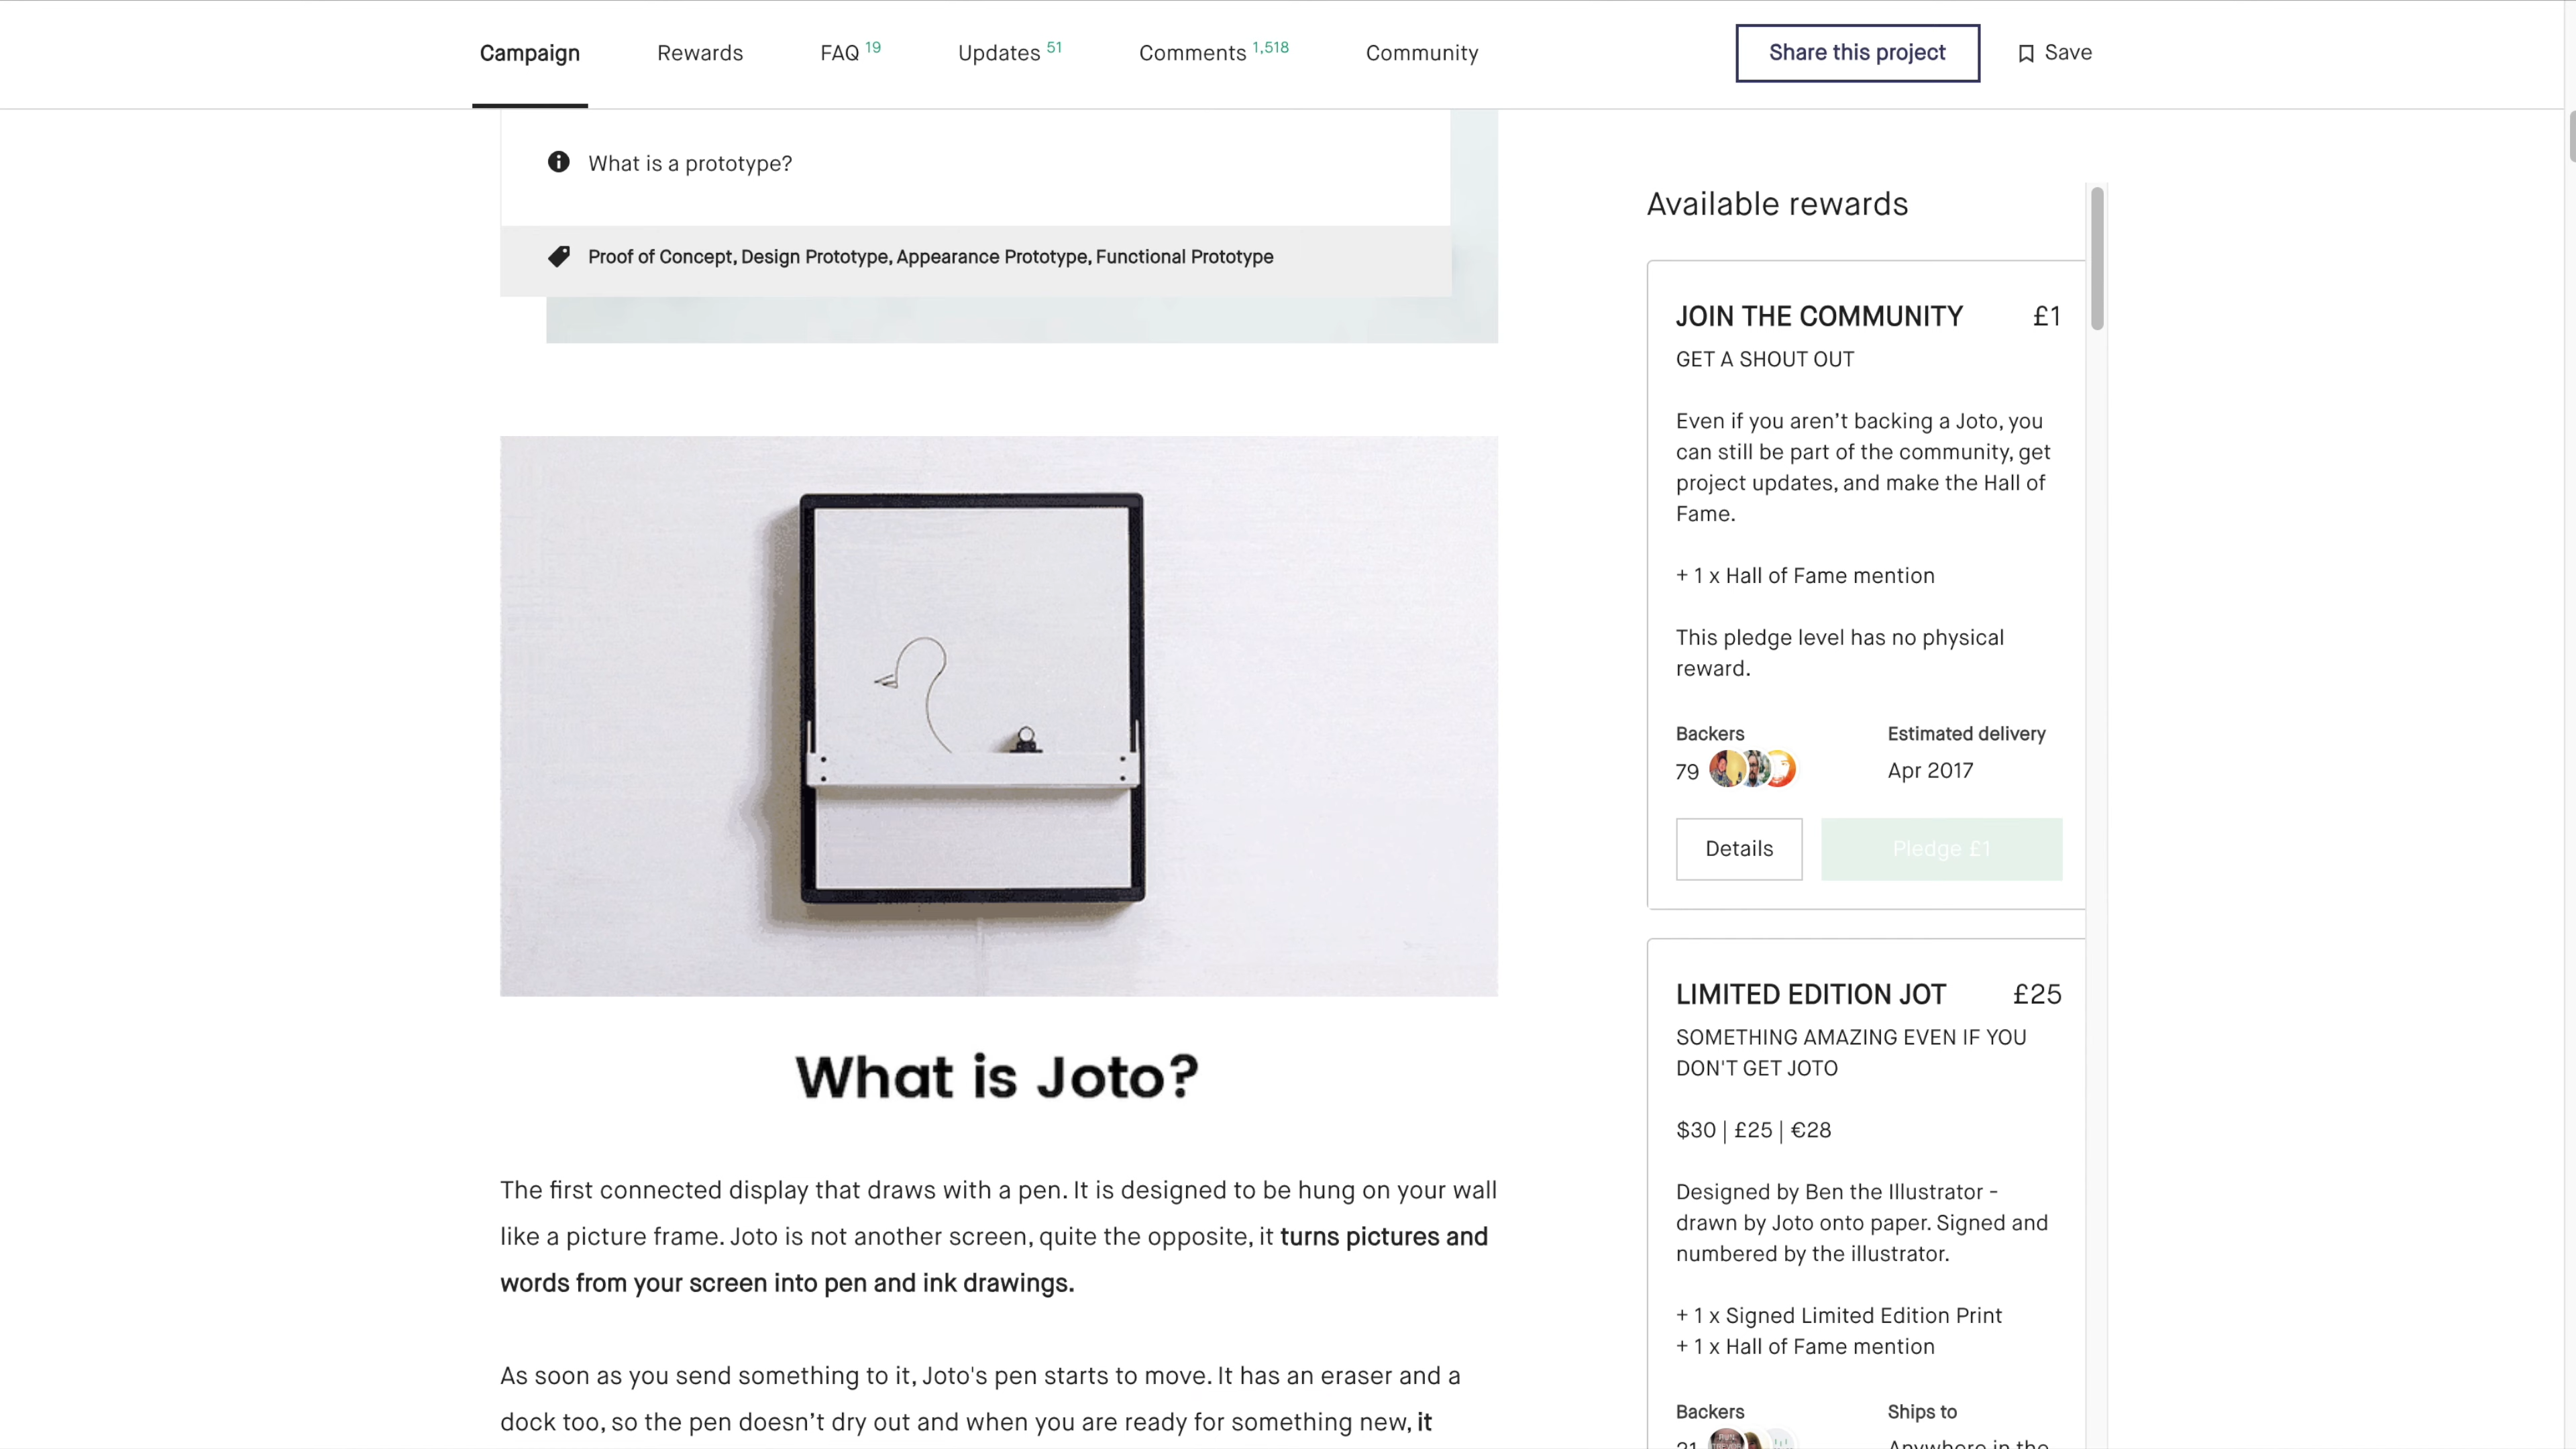 Campaign
Rewards
FAQ 19
Updates 51
Comments 1,518
Community
Share this project
Save
What is a prototype?
Proof of Concept, Design Prototype, Appearance Prototype, Functional Prototype
What is Joto?
The first connected display that draws with a pen. It is designed to be hung on your wall
like a picture frame. Joto is not another screen, quite the opposite, it turns pictures and
words from your screen into pen and ink drawings.
As soon as you send something to it, Joto's pen starts to move. It has an eraser and a
dock too, so the pen doesn’t dry out and when you are ready for something new, it
Available rewards
JOIN THE COMMUNITY £1
GET A SHOUT OUT
Even if you aren’t backing a Joto, you
can still be part of the community, get
project updates, and make the Hall of
Fame.
+ 1 x Hall of Fame mention
This pledge level has no physical
reward.
Backers
79
Estimated delivery
Apr 2017
Details
Pledge £1
LIMITED EDITION JOT £25
SOMETHING AMAZING EVEN IF YOU
DON'T GET JOTO
$30 | £25 | €28
Designed by Ben the Illustrator -
drawn by Joto onto paper. Signed and
numbered by the illustrator.
+ 1 x Signed Limited Edition Print
+ 1 x Hall of Fame mention
Backers
Ships to
Anywhere in the